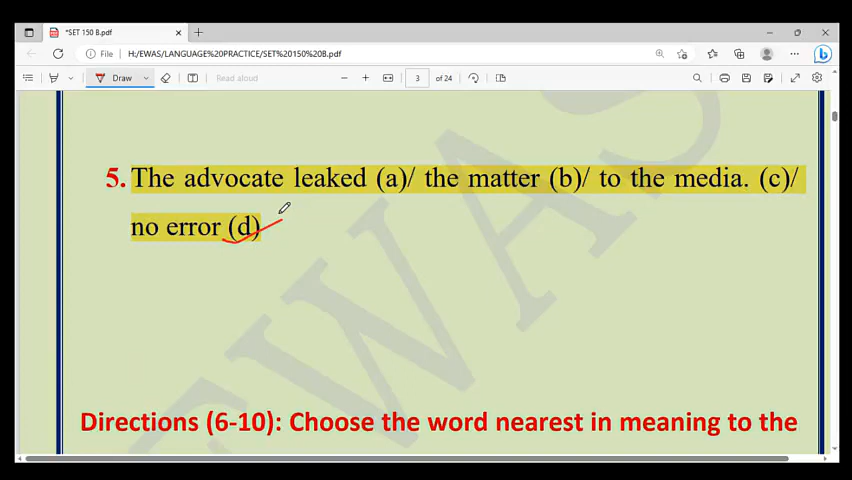 *SET 150 B.pdf
File
H:/EWAS/LANGUAGE%20PRACTICE/SET%20150%20B.pdf
Draw
Read aloud
3
of 24
5. The advocate leaked (a)/ the matter (b)/ to the media. (c)/
no error (d)
EWAS
Directions (6-10): Choose the word nearest in meaning to the